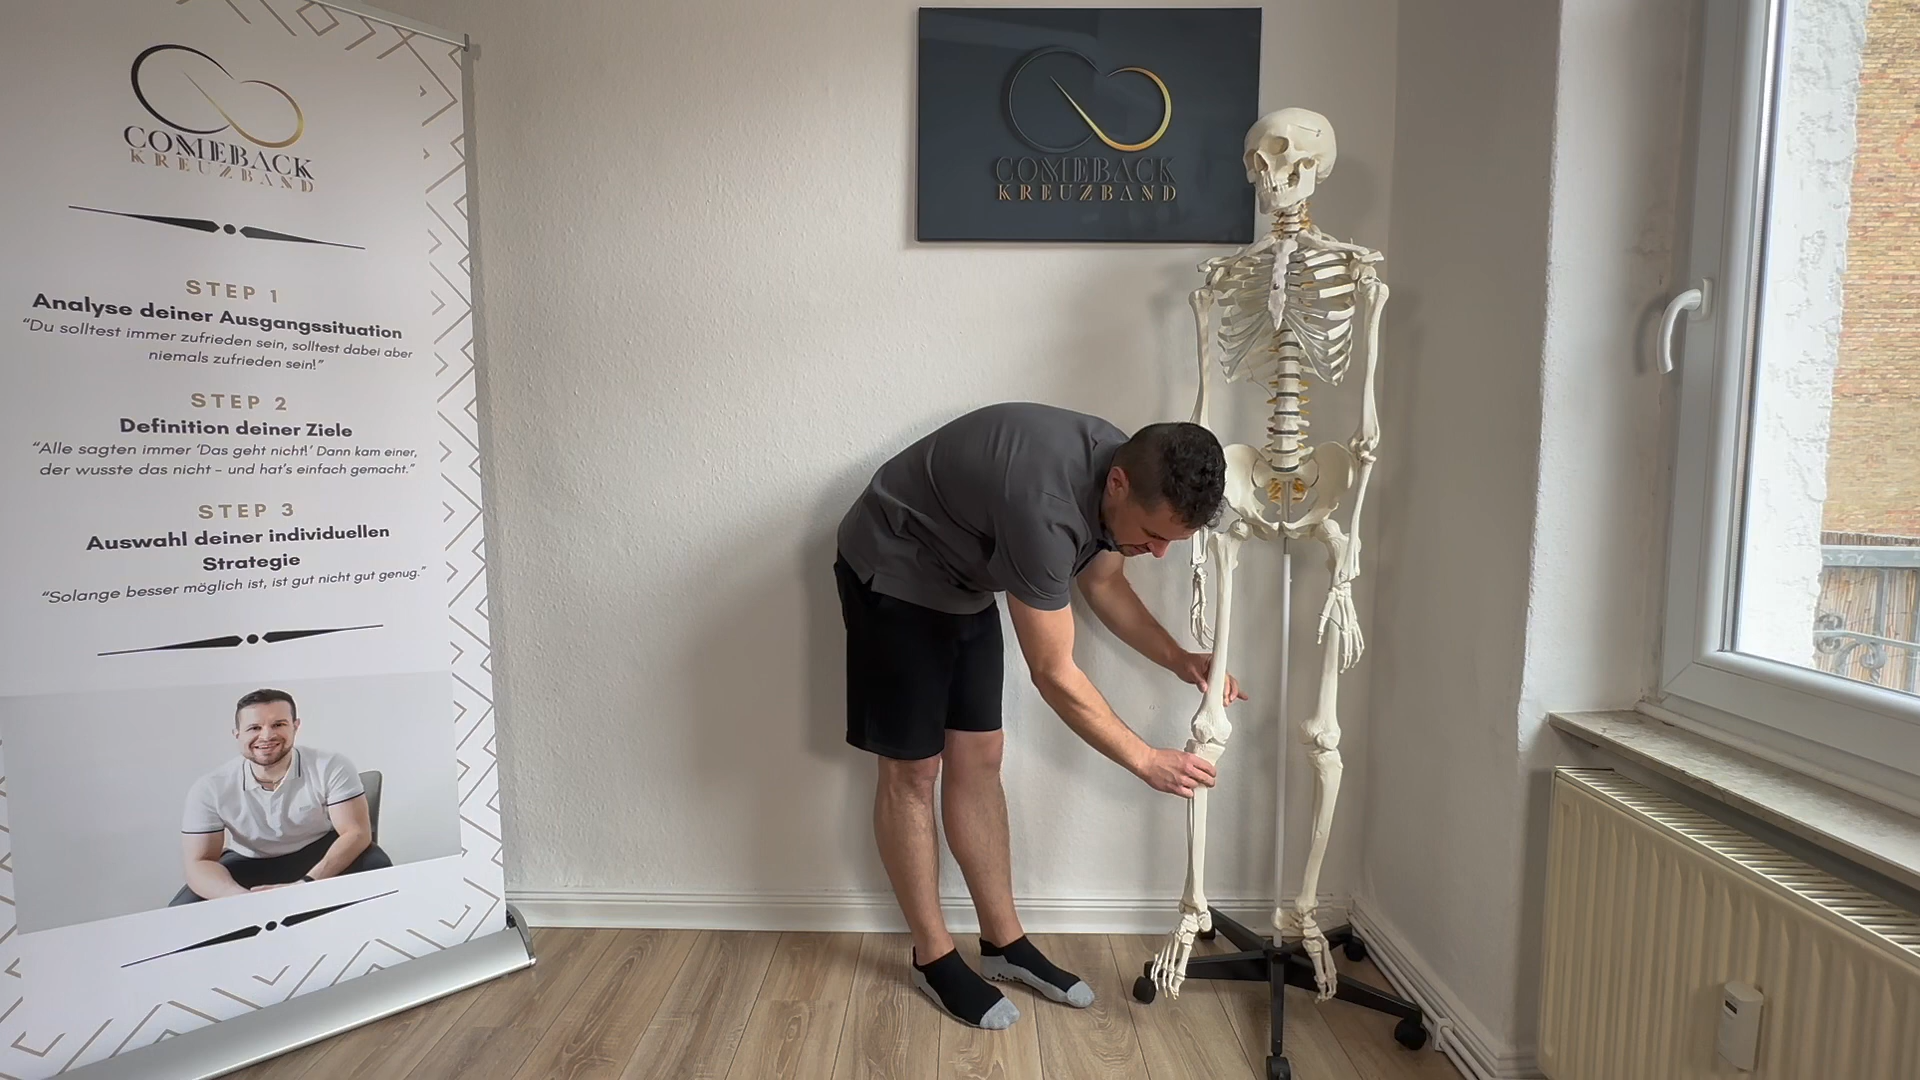 COMEBACK
KREUZBAND
STEP 1
Analyse deiner Ausgangssituation
“Du solltest immer zufrieden sein, solltest dabei aber
niemals zufrieden sein!”
STEP 2
Definition deiner Ziele
“Alle sagten immer ‘Das geht nicht!’ Dann kam einer,
der wusste das nicht – und hat’s einfach gemacht.”
STEP 3
Auswahl deiner individuellen
Strategie
“Solange besser möglich ist, ist gut nicht gut genug.”
COMEBACK
KREUZBAND